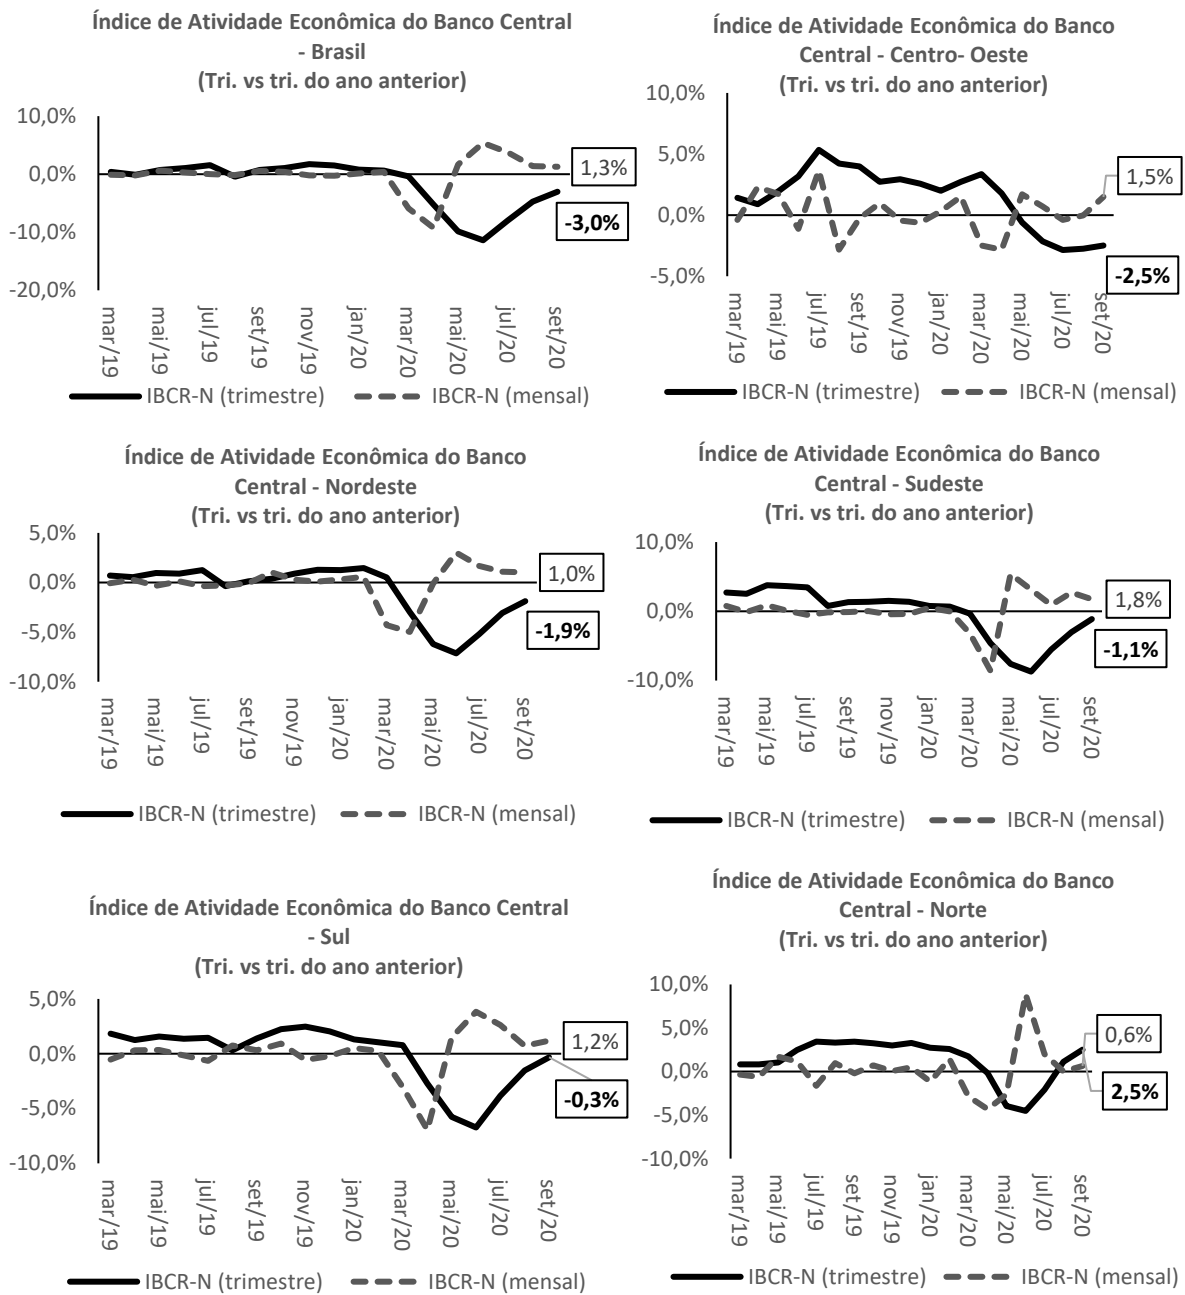 Índice de Atividade Econômica do Banco Central
- Brasil
(Tri. vs tri. do ano anterior)
10,0%
0,0%
-10,0%
-20,0%
1,3%
-3,0%
mar/19
mai/19
jul/19
set/19
nov/19
jan/20
mar/20
mai/20
jul/20
set/20
IBCR-N (trimestre)
IBCR-N (mensal)
Índice de Atividade Econômica do Banco
Central - Centro- Oeste
(Tri. vs tri. do ano anterior)
10,0%
5,0%
0,0%
-5,0%
1,5%
-2,5%
mar/19
mai/19
jul/19
set/19
nov/19
jan/20
mar/20
mai/20
jul/20
set/20
IBCR-N (trimestre)
IBCR-N (mensal)
Índice de Atividade Econômica do Banco
Central - Nordeste
(Tri. vs tri. do ano anterior)
5,0%
0,0%
-5,0%
-10,0%
1,0%
-1,9%
mar/19
mai/19
jul/19
set/19
nov/19
jan/20
mar/20
mai/20
jul/20
set/20
IBCR-N (trimestre)
IBCR-N (mensal)
Índice de Atividade Econômica do Banco
Central - Sudeste
(Tri. vs tri. do ano anterior)
10,0%
0,0%
-10,0%
1,8%
-1,1%
mar/19
mai/19
jul/19
set/19
nov/19
jan/20
mar/20
mai/20
jul/20
set/20
IBCR-N (trimestre)
IBCR-N (mensal)
Índice de Atividade Econômica do Banco Central
- Sul
(Tri. vs tri. do ano anterior)
5,0%
0,0%
-5,0%
-10,0%
1,2%
-0,3%
mar/19
mai/19
jul/19
set/19
nov/19
jan/20
mar/20
mai/20
jul/20
set/20
IBCR-N (trimestre)
IBCR-N (mensal)
Índice de Atividade Econômica do Banco
Central - Norte
(Tri. vs tri. do ano anterior)
10,0%
5,0%
0,0%
-5,0%
-10,0%
0,6%
2,5%
mar/19
mai/19
jul/19
set/19
nov/19
jan/20
mar/20
mai/20
jul/20
set/20
IBCR-N (trimestre)
IBCR-N (mensal)